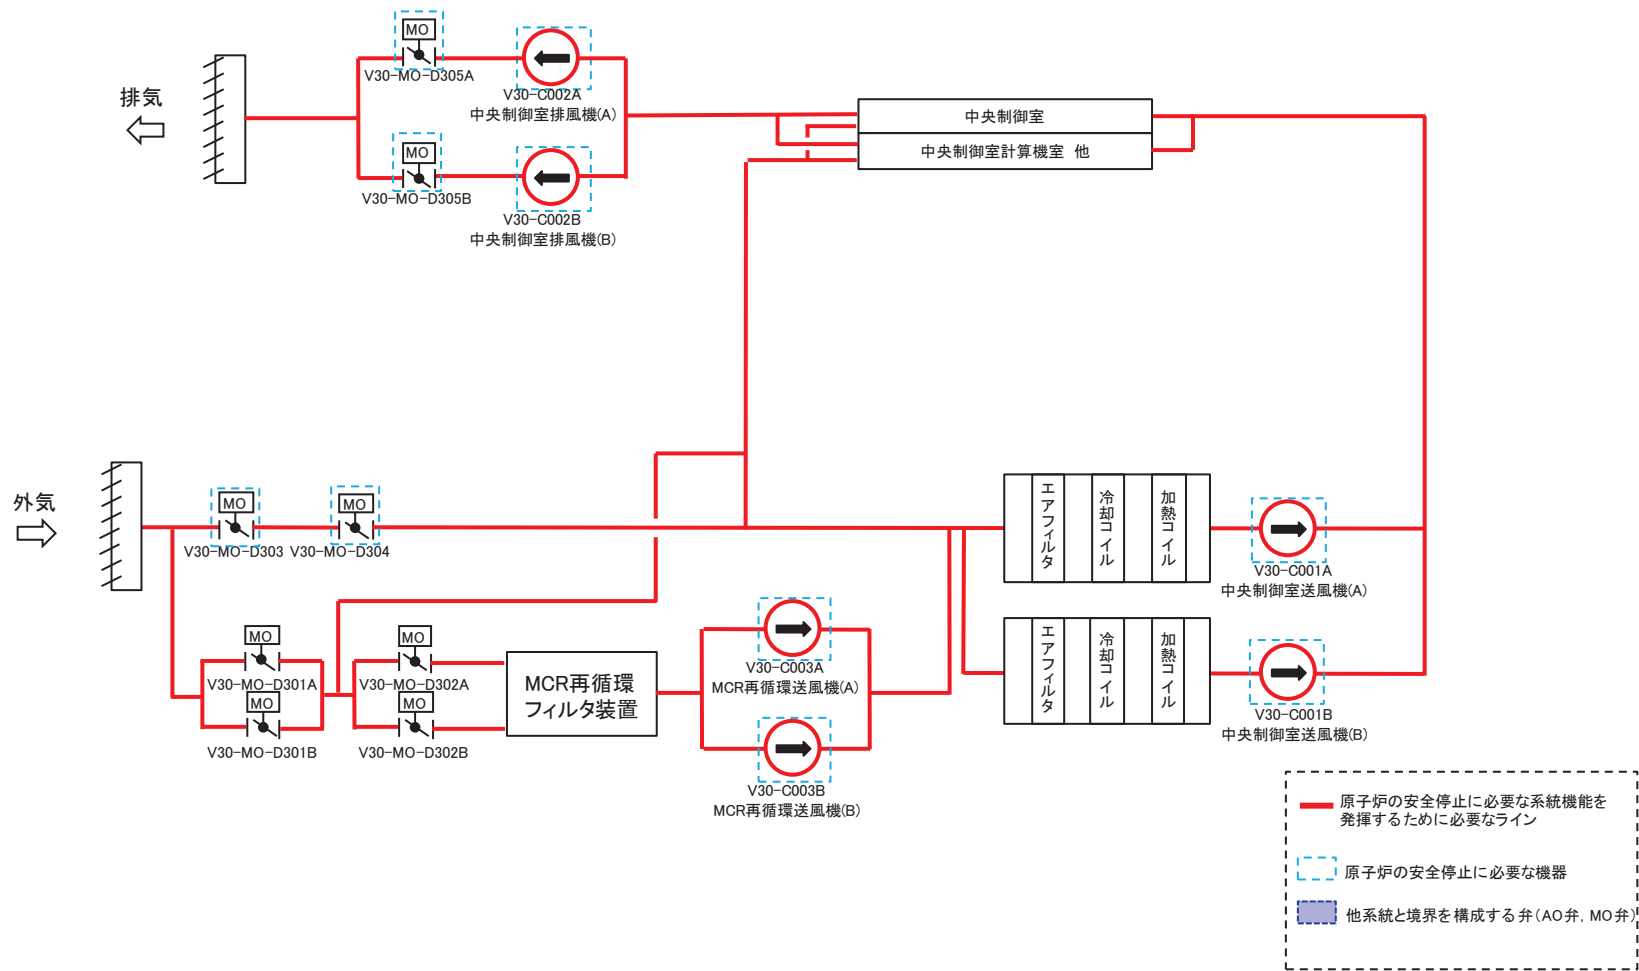 MO
V30-MO-D305A
V30-C002A
中央制御室排風機(A)
排気
MO
V30-MO-D305B
V30-C002B
中央制御室排風機(B)
中央制御室
中央制御室計算機室 他
外気
MO
V30-MO-D303
MO
V30-MO-D304
エアフィルタ
冷却コイル
加熱コイル
V30-C001A
中央制御室送風機(A)
MO
V30-MO-D301A
MO
V30-MO-D301B
MO
V30-MO-D302A
MO
V30-MO-D302B
MCR再循環
フィルタ装置
V30-C003A
MCR再循環送風機(A)
V30-C003B
MCR再循環送風機(B)
エアフィルタ
冷却コイル
加熱コイル
V30-C001B
中央制御室送風機(B)
原子炉の安全停止に必要な系統機能を
発揮するために必要なライン
原子炉の安全停止に必要な機器
他系統と境界を構成する弁(AO弁, MO弁)